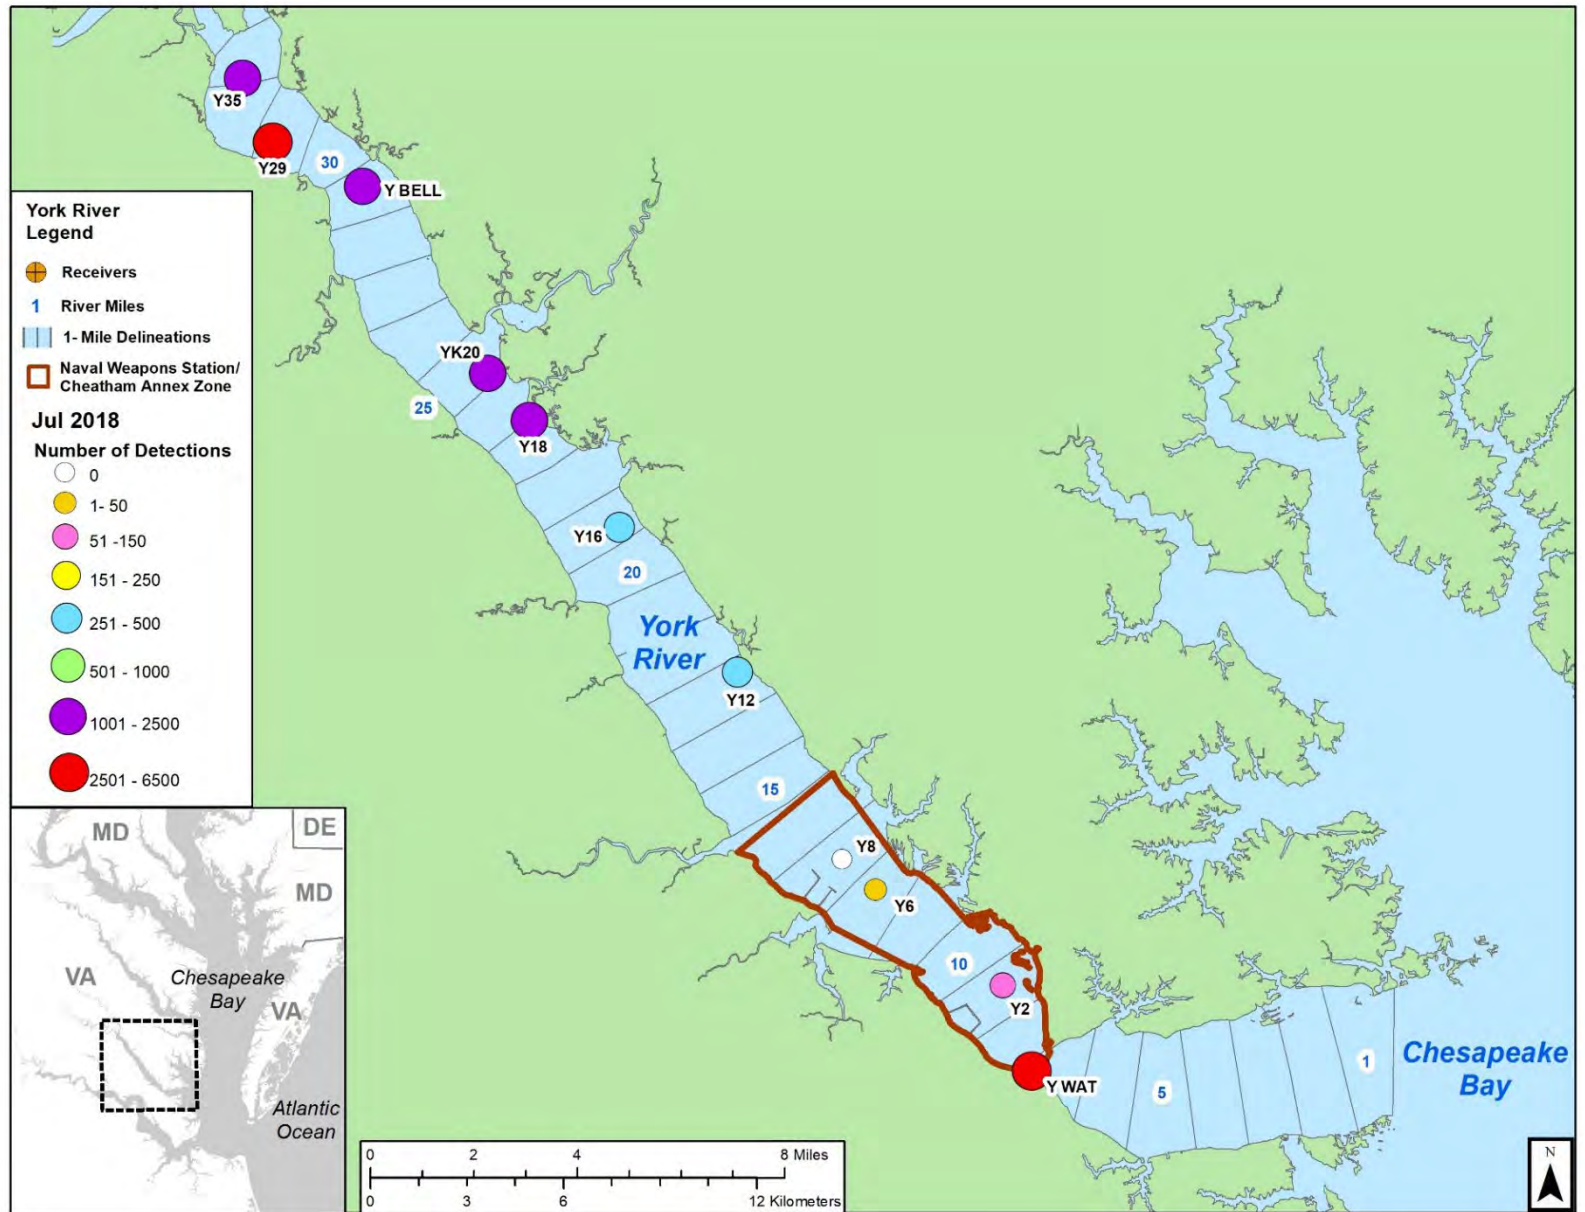 Y35
Y29
30
Y BELL
York River
Legend
Receivers
1 River Miles
1- Mile Delineations
Naval Weapons Station/
Cheatham Annex Zone
Jul 2018
Number of Detections
0
1- 50
51 -150
151 - 250
251 - 500
501 - 1000
1001 - 2500
2501 - 6500
YK20
25
Y18
Y16
20
York
River
Y12
15
Y8
Y6
10
Y2
Y WAT
5
1
Chesapeake
Bay
MD
DE
MD
VA
Chesapeake
Bay
VA
Atlantic
Ocean
0 2 4 8 Miles
0 3 6 12 Kilometers
N